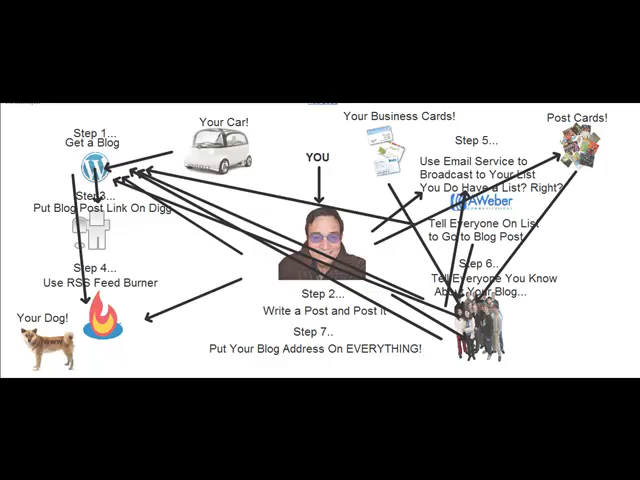 Step 1...
Get a Blog
Your Car!
Your Business Cards!
Post Cards!
YOU
Step 5...
Use Email Service to
Broadcast to Your List
You Do Have a List? Right?
AWeber
Step3...
Put Blog Post Link On Digg
Tell Everyone On List
to Go to Blog Post
Step 4...
Use RSS Feed Burner
Step 6...
Tell Everyone You Know
About Your Blog...
Step 2...
Write a Post and Post it
Your Dog!
WWW
Step 7..
Put Your Blog Address On EVERYTHING!